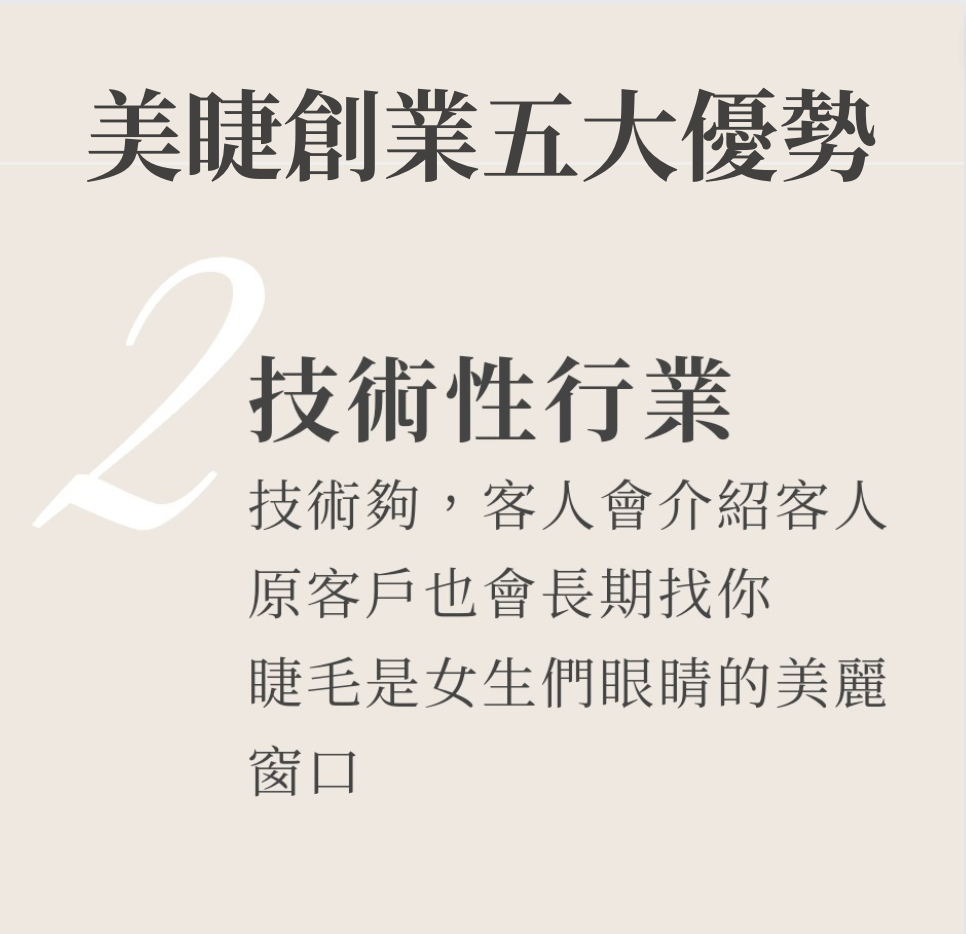 美睫創業五大優勢
2
技術性行業
技術夠，客人會介紹客人
原客戶也會長期找你
睫毛是女生們眼睛的美麗
窗口